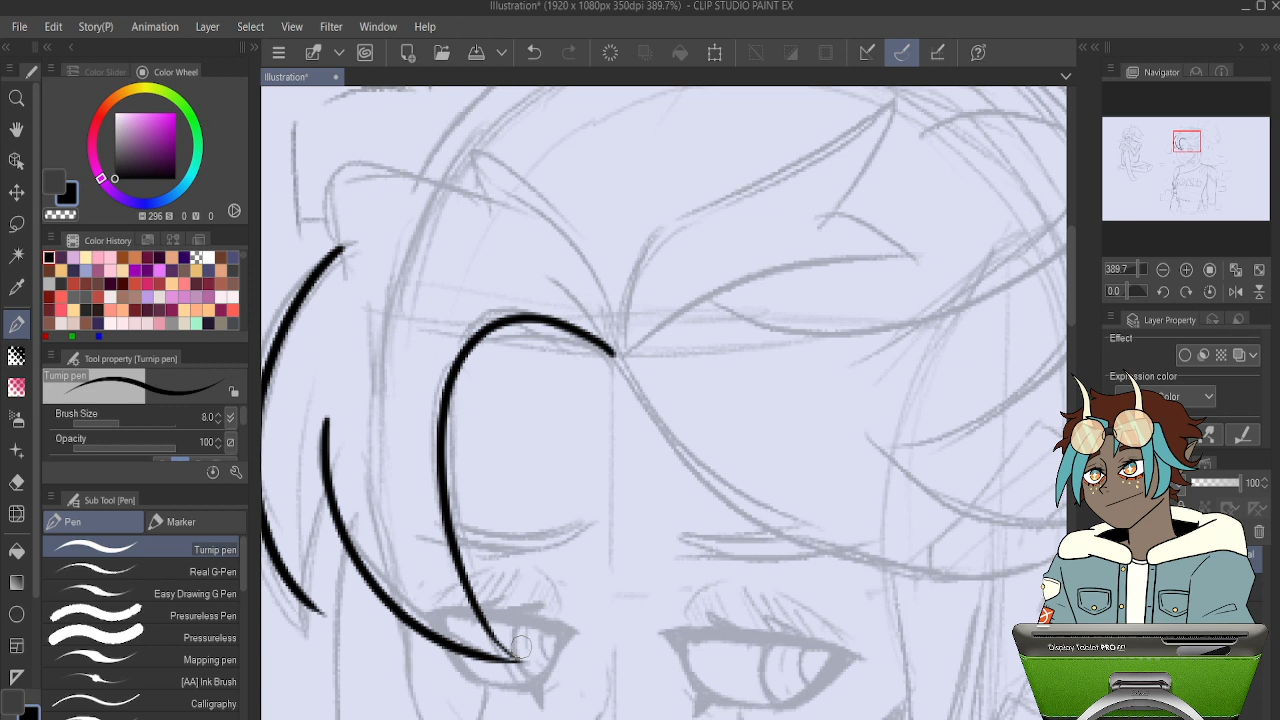 Illustration* (1920 x 1080px 350dpi 389.7%) - CLIP STUDIO PAINT EX
File Edit Story(P) Animation Layer Select View Filter Window Help
Illustration*
Color Slider Color Wheel
H 296 S 0 V 0
Color History
Tool property [Turnip pen]
Turnip pen
Brush Size 8.0
Opacity 100
Sub Tool [Pen]
Pen Marker
Turnip pen
Real G-Pen
Easy Drawing G Pen
Presureless Pen
Pressureless
Mapping pen
[AA] Ink Brush
Calligraphy
Navigator
389.7
0.0
Layer Property
Effect
Expression color
100
Display Tablet PRO